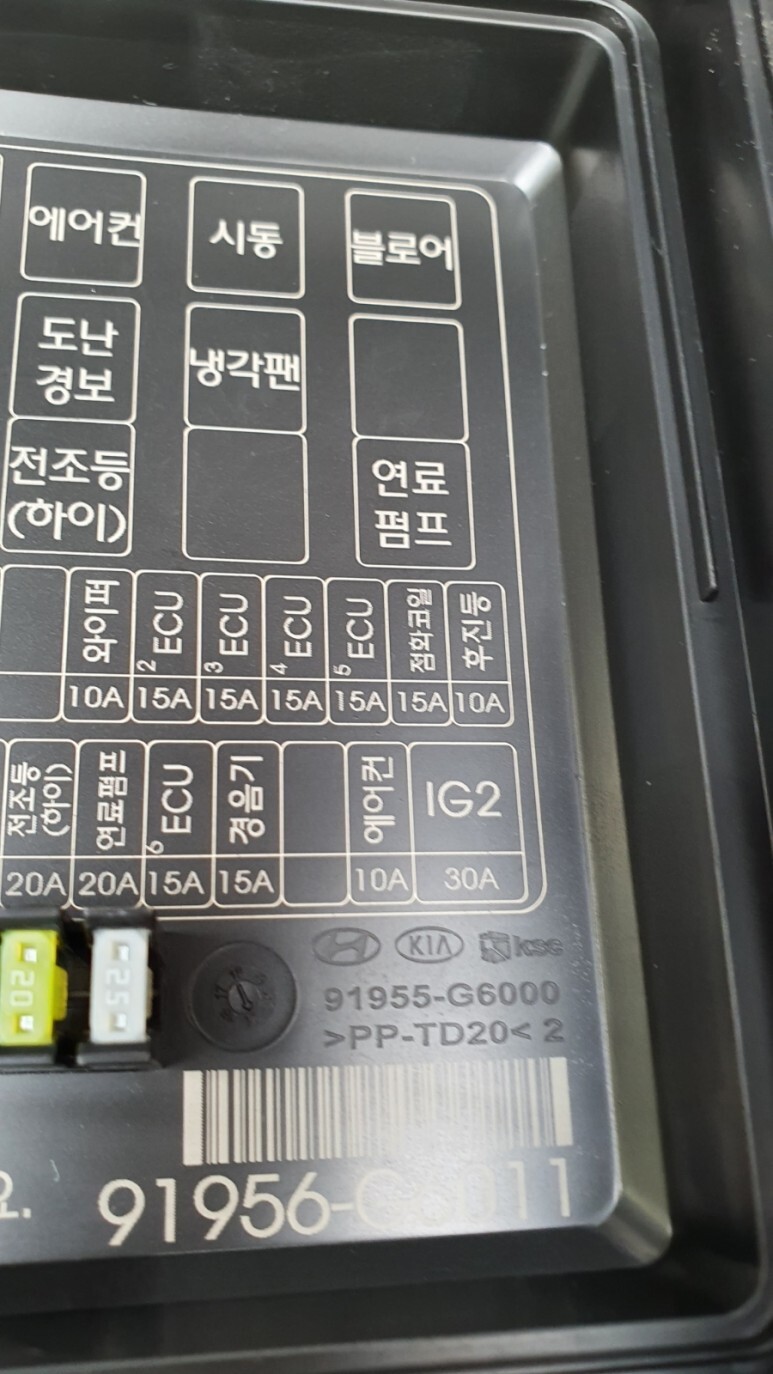 에어컨 시동 블로어
도난 경보 냉각팬
전조등 (하이) 연료 펌프
와이퍼 2 ECU 3 ECU 4 ECU 5 ECU 점화코일 후진등
10A 15A 15A 15A 15A 15A 10A
전조등 (하이) 연료펌프 6 ECU 경음기 에어컨 IG2
20A 20A 15A 15A 10A 30A
20 25
KIA kse
91955-G6000
>PP-TD20< 2
요.
91956-G6011